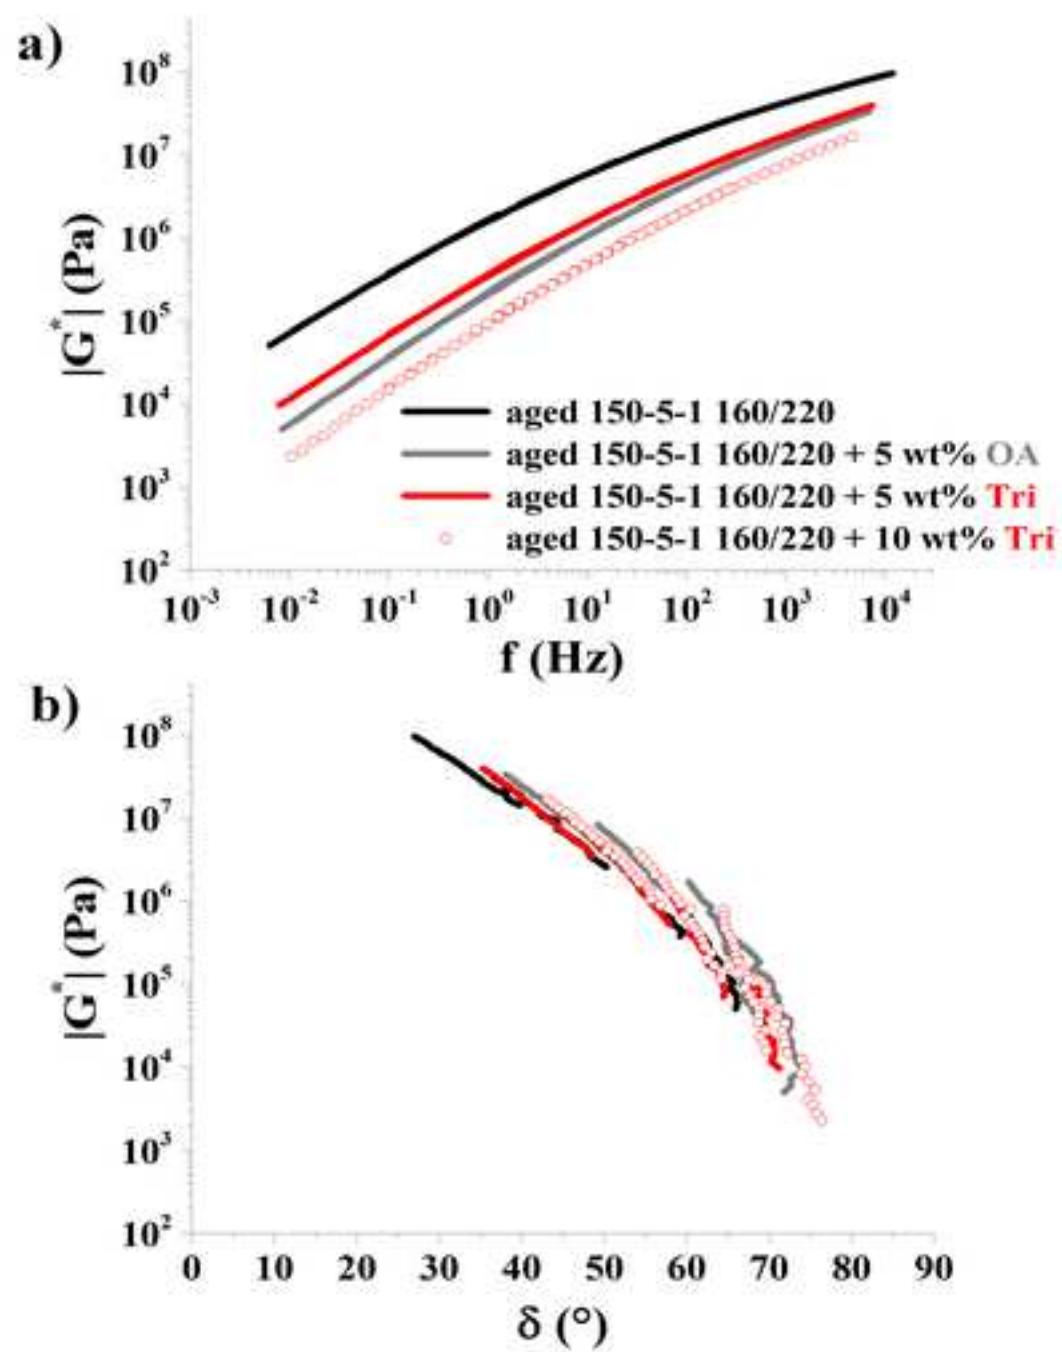 a)
10⁸
10⁷
10⁶
10⁵
10⁴
10³
10²
|G*| (Pa)
aged 150-5-1 160/220
aged 150-5-1 160/220 + 5 wt% OA
aged 150-5-1 160/220 + 5 wt% Tri
aged 150-5-1 160/220 + 10 wt% Tri
10⁻³ 10⁻² 10⁻¹ 10⁰ 10¹ 10² 10³ 10⁴
f (Hz)
b)
10⁸
10⁷
10⁶
10⁵
10⁴
10³
10²
|G*| (Pa)
0 10 20 30 40 50 60 70 80 90
δ (°)